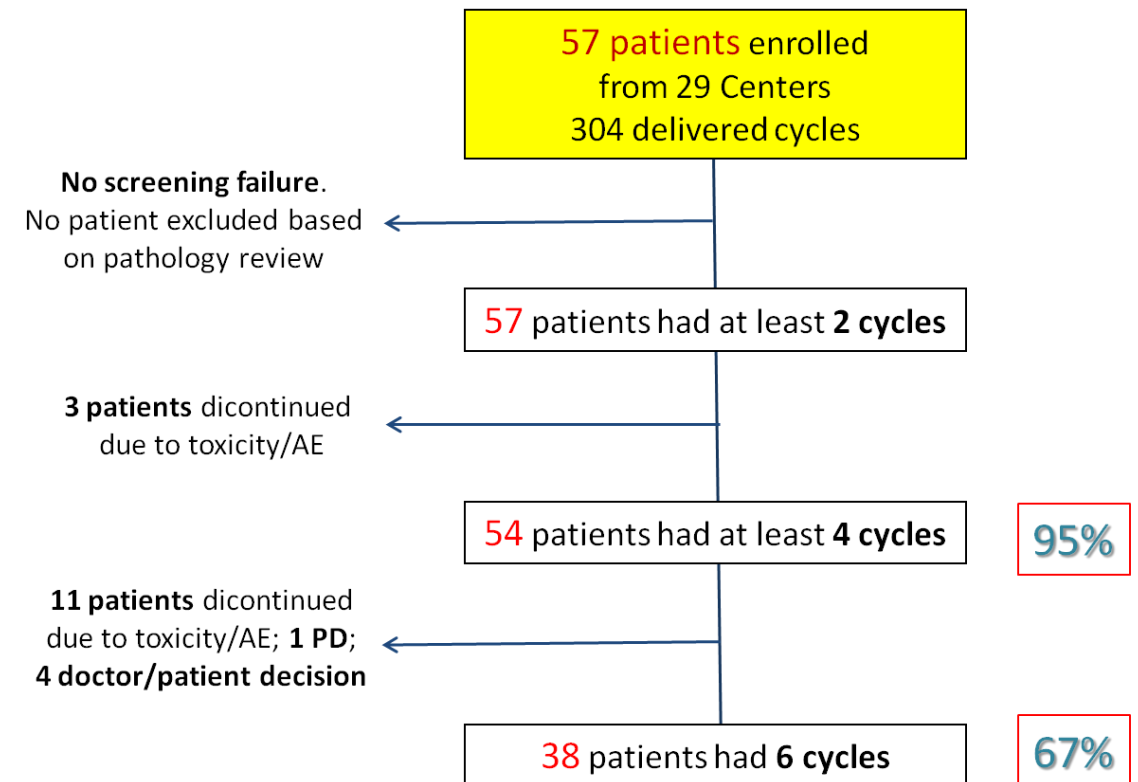 57 patients enrolled
from 29 Centers
304 delivered cycles
No screening failure.
No patient excluded based
on pathology review
57 patients had at least 2 cycles
3 patients dicontinued
due to toxicity/AE
54 patients had at least 4 cycles
95%
11 patients dicontinued
due to toxicity/AE; 1 PD;
4 doctor/patient decision
38 patients had 6 cycles
67%